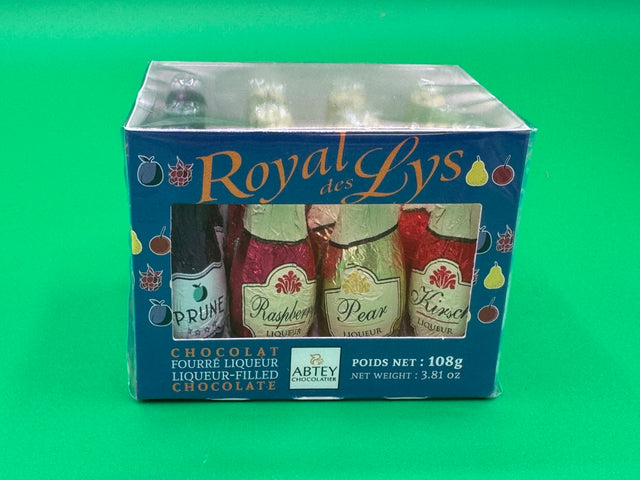 Royal des Lys
PRUNE
Raspberry
LIQUEUR
Pear
LIQUEUR
Kirsch
LIQUEUR
CHOCOLAT
FOURRÉ LIQUEUR
LIQUEUR-FILLED
CHOCOLATE
ABTEY
CHOCOLATIER
POIDS NET : 108g
NET WEIGHT : 3.81 oz